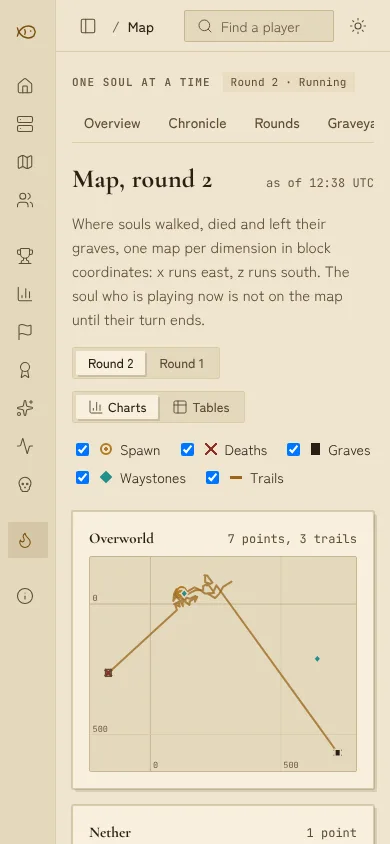 / Map
Find a player
ONE SOUL AT A TIME
Round 2 · Running
Overview Chronicle Rounds Graveya
Map, round 2
as of 12:38 UTC
Where souls walked, died and left their
graves, one map per dimension in block
coordinates: x runs east, z runs south. The
soul who is playing now is not on the map
until their turn ends.
Round 2 Round 1
Charts Tables
Spawn Deaths Graves
Waystones Trails
Overworld
7 points, 3 trails
0
500
0
500
Nether
1 point